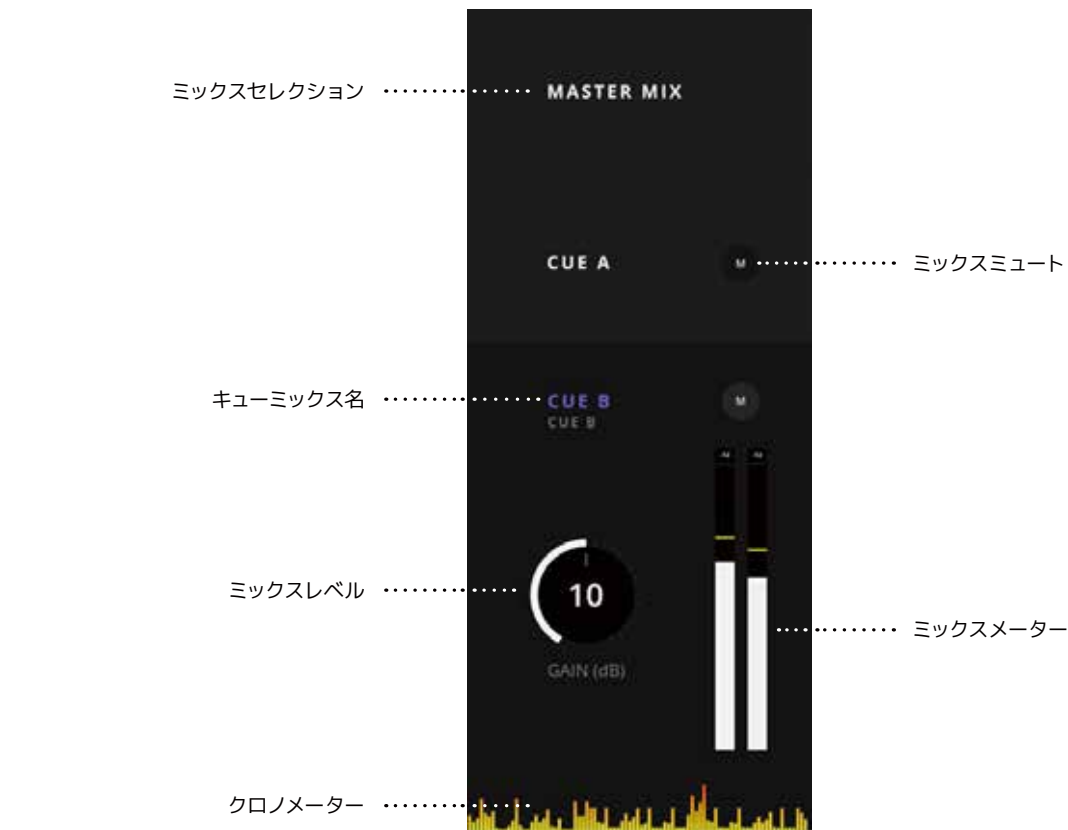 ミックスセレクション
MASTER MIX
CUE A
M
ミックスミュート
キューミックス名
CUE B
CUE B
M
ミックスレベル
10
GAIN (dB)
ミックスメーター
クロノメーター